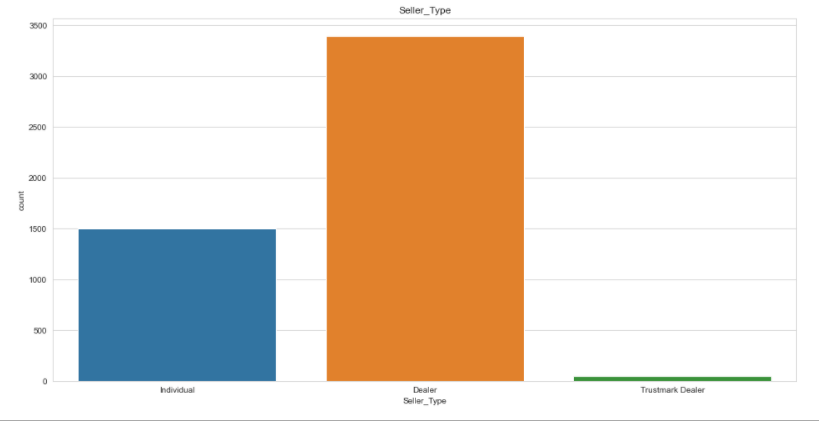 Seller_Type
3500
3000
2500
2000
1500
1000
500
0
count
Individual
Dealer
Trustmark Dealer
Seller_Type